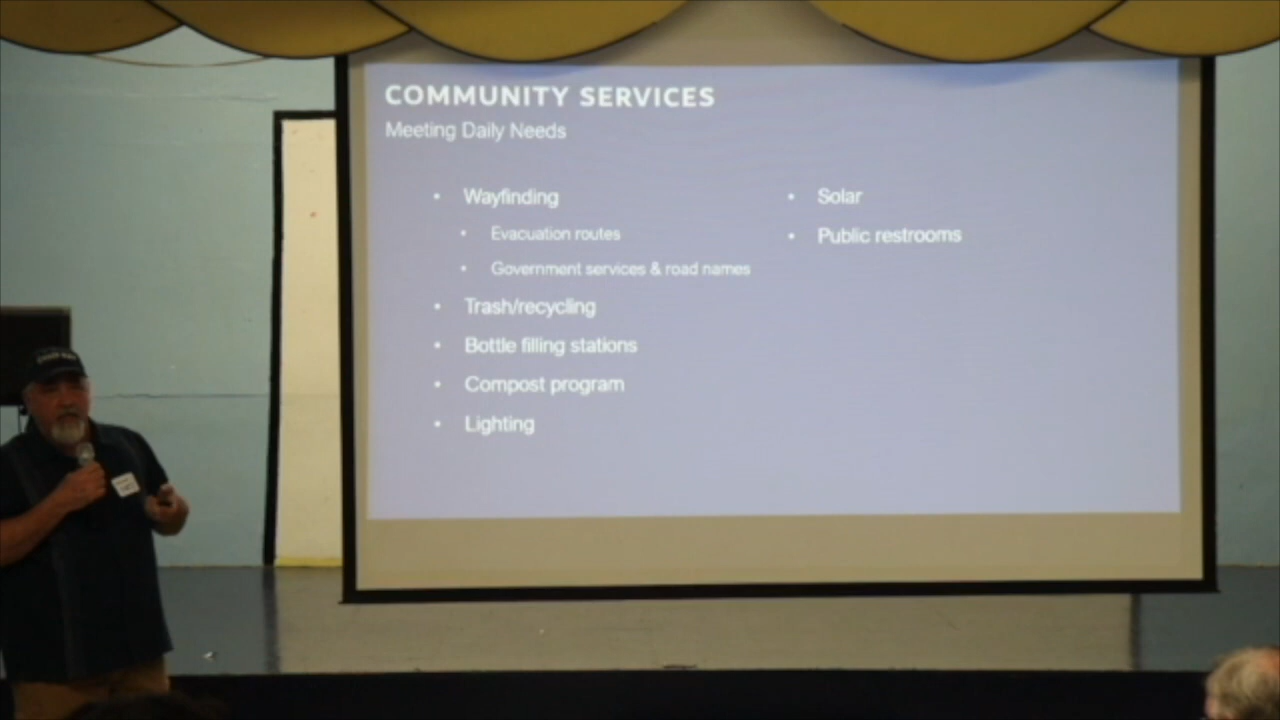 COMMUNITY SERVICES
Meeting Daily Needs
• Wayfinding
• Evacuation routes
• Government services & road names
• Trash/recycling
• Bottle filling stations
• Compost program
• Lighting
• Solar
• Public restrooms